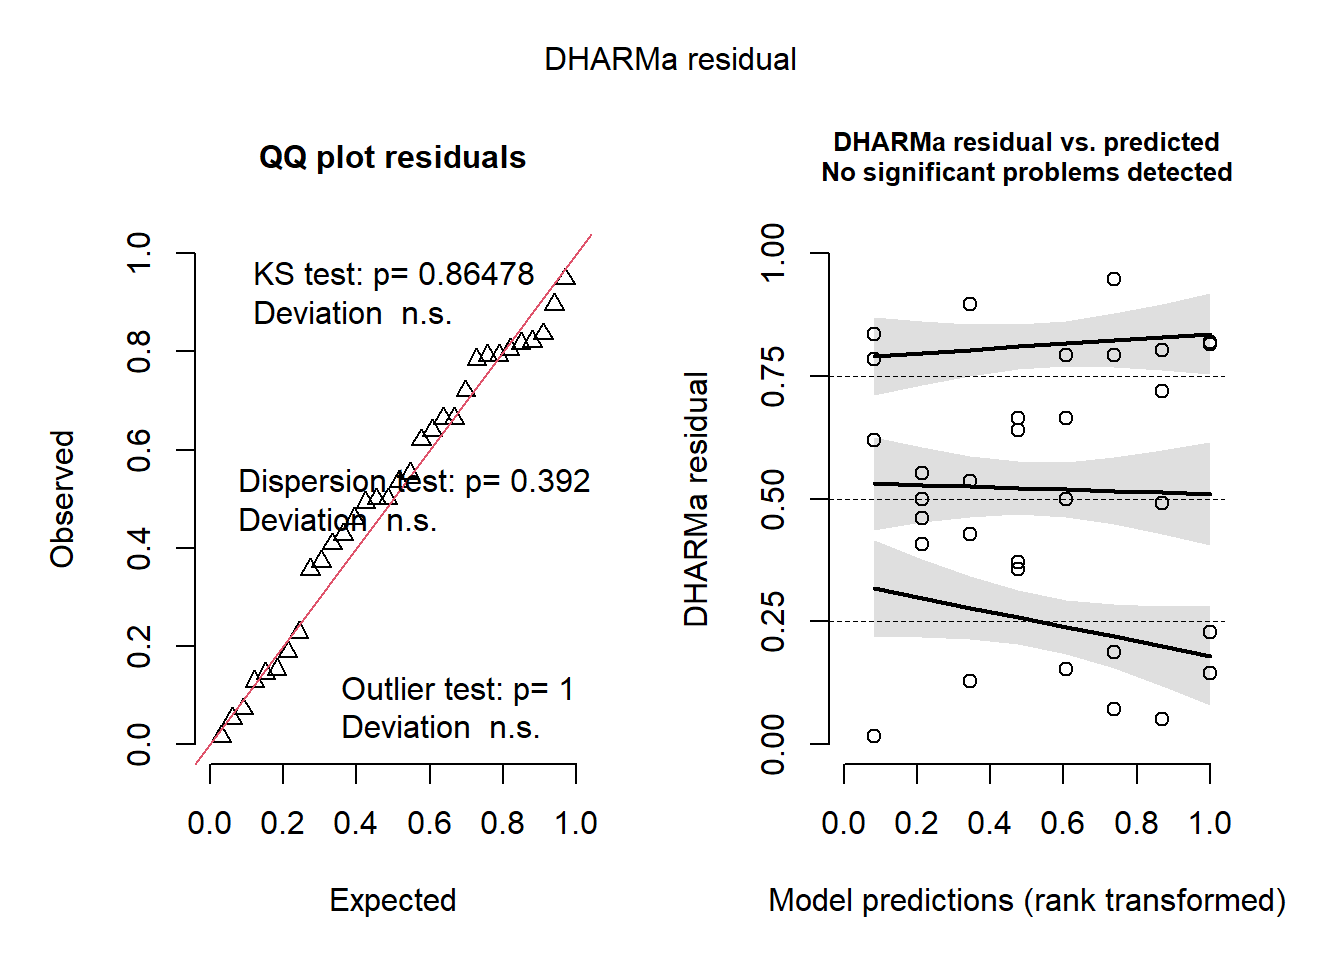 DHARMa residual
QQ plot residuals
KS test: p= 0.86478
Deviation  n.s.
Dispersion test: p= 0.392
Deviation  n.s.
Outlier test: p= 1
Deviation  n.s.
Observed
0.0 0.2 0.4 0.6 0.8 1.0
0.0 0.2 0.4 0.6 0.8 1.0
Expected
DHARMa residual vs. predicted
No significant problems detected
DHARMa residual
0.00 0.25 0.50 0.75 1.00
0.0 0.2 0.4 0.6 0.8 1.0
Model predictions (rank transformed)